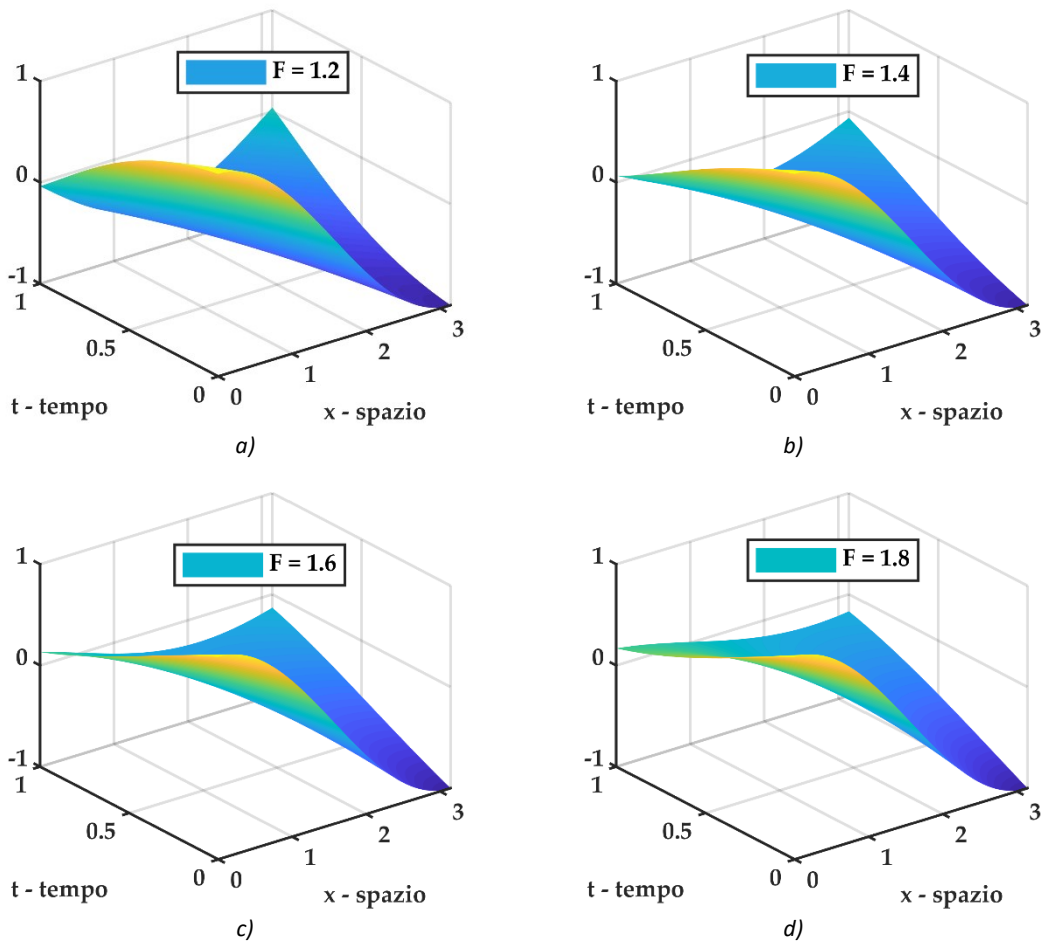 1
F = 1.2
0
-1
1
3
0.5
2
1
0 0
t - tempo
x - spazio
a)
1
F = 1.4
0
-1
1
3
0.5
2
1
0 0
t - tempo
x - spazio
b)
1
F = 1.6
0
-1
1
3
0.5
2
1
0 0
t - tempo
x - spazio
c)
1
F = 1.8
0
-1
1
3
0.5
2
1
0 0
t - tempo
x - spazio
d)